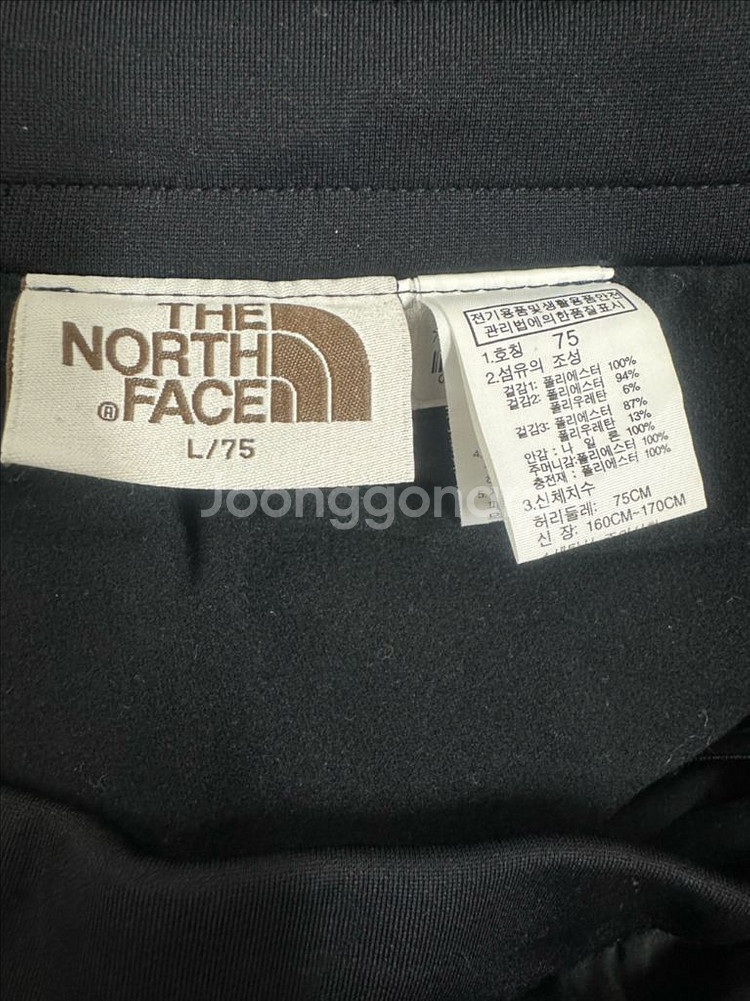 THE
NORTH
FACE
®
L/75
전기용품및생활용품안전
관리법에의한품질표시
1.호칭 75
2.섬유의 조성
겉감1: 폴리에스터 100%
겉감2: 폴리에스터 94%
폴리우레탄 6%
겉감3: 폴리에스터 87%
폴리우레탄 13%
안감 : 나 일 론 100%
주머니감:폴리에스터 100%
충전재 : 폴리에스터 100%
3.신체치수
허리둘레: 75CM
신 장: 160CM~170CM